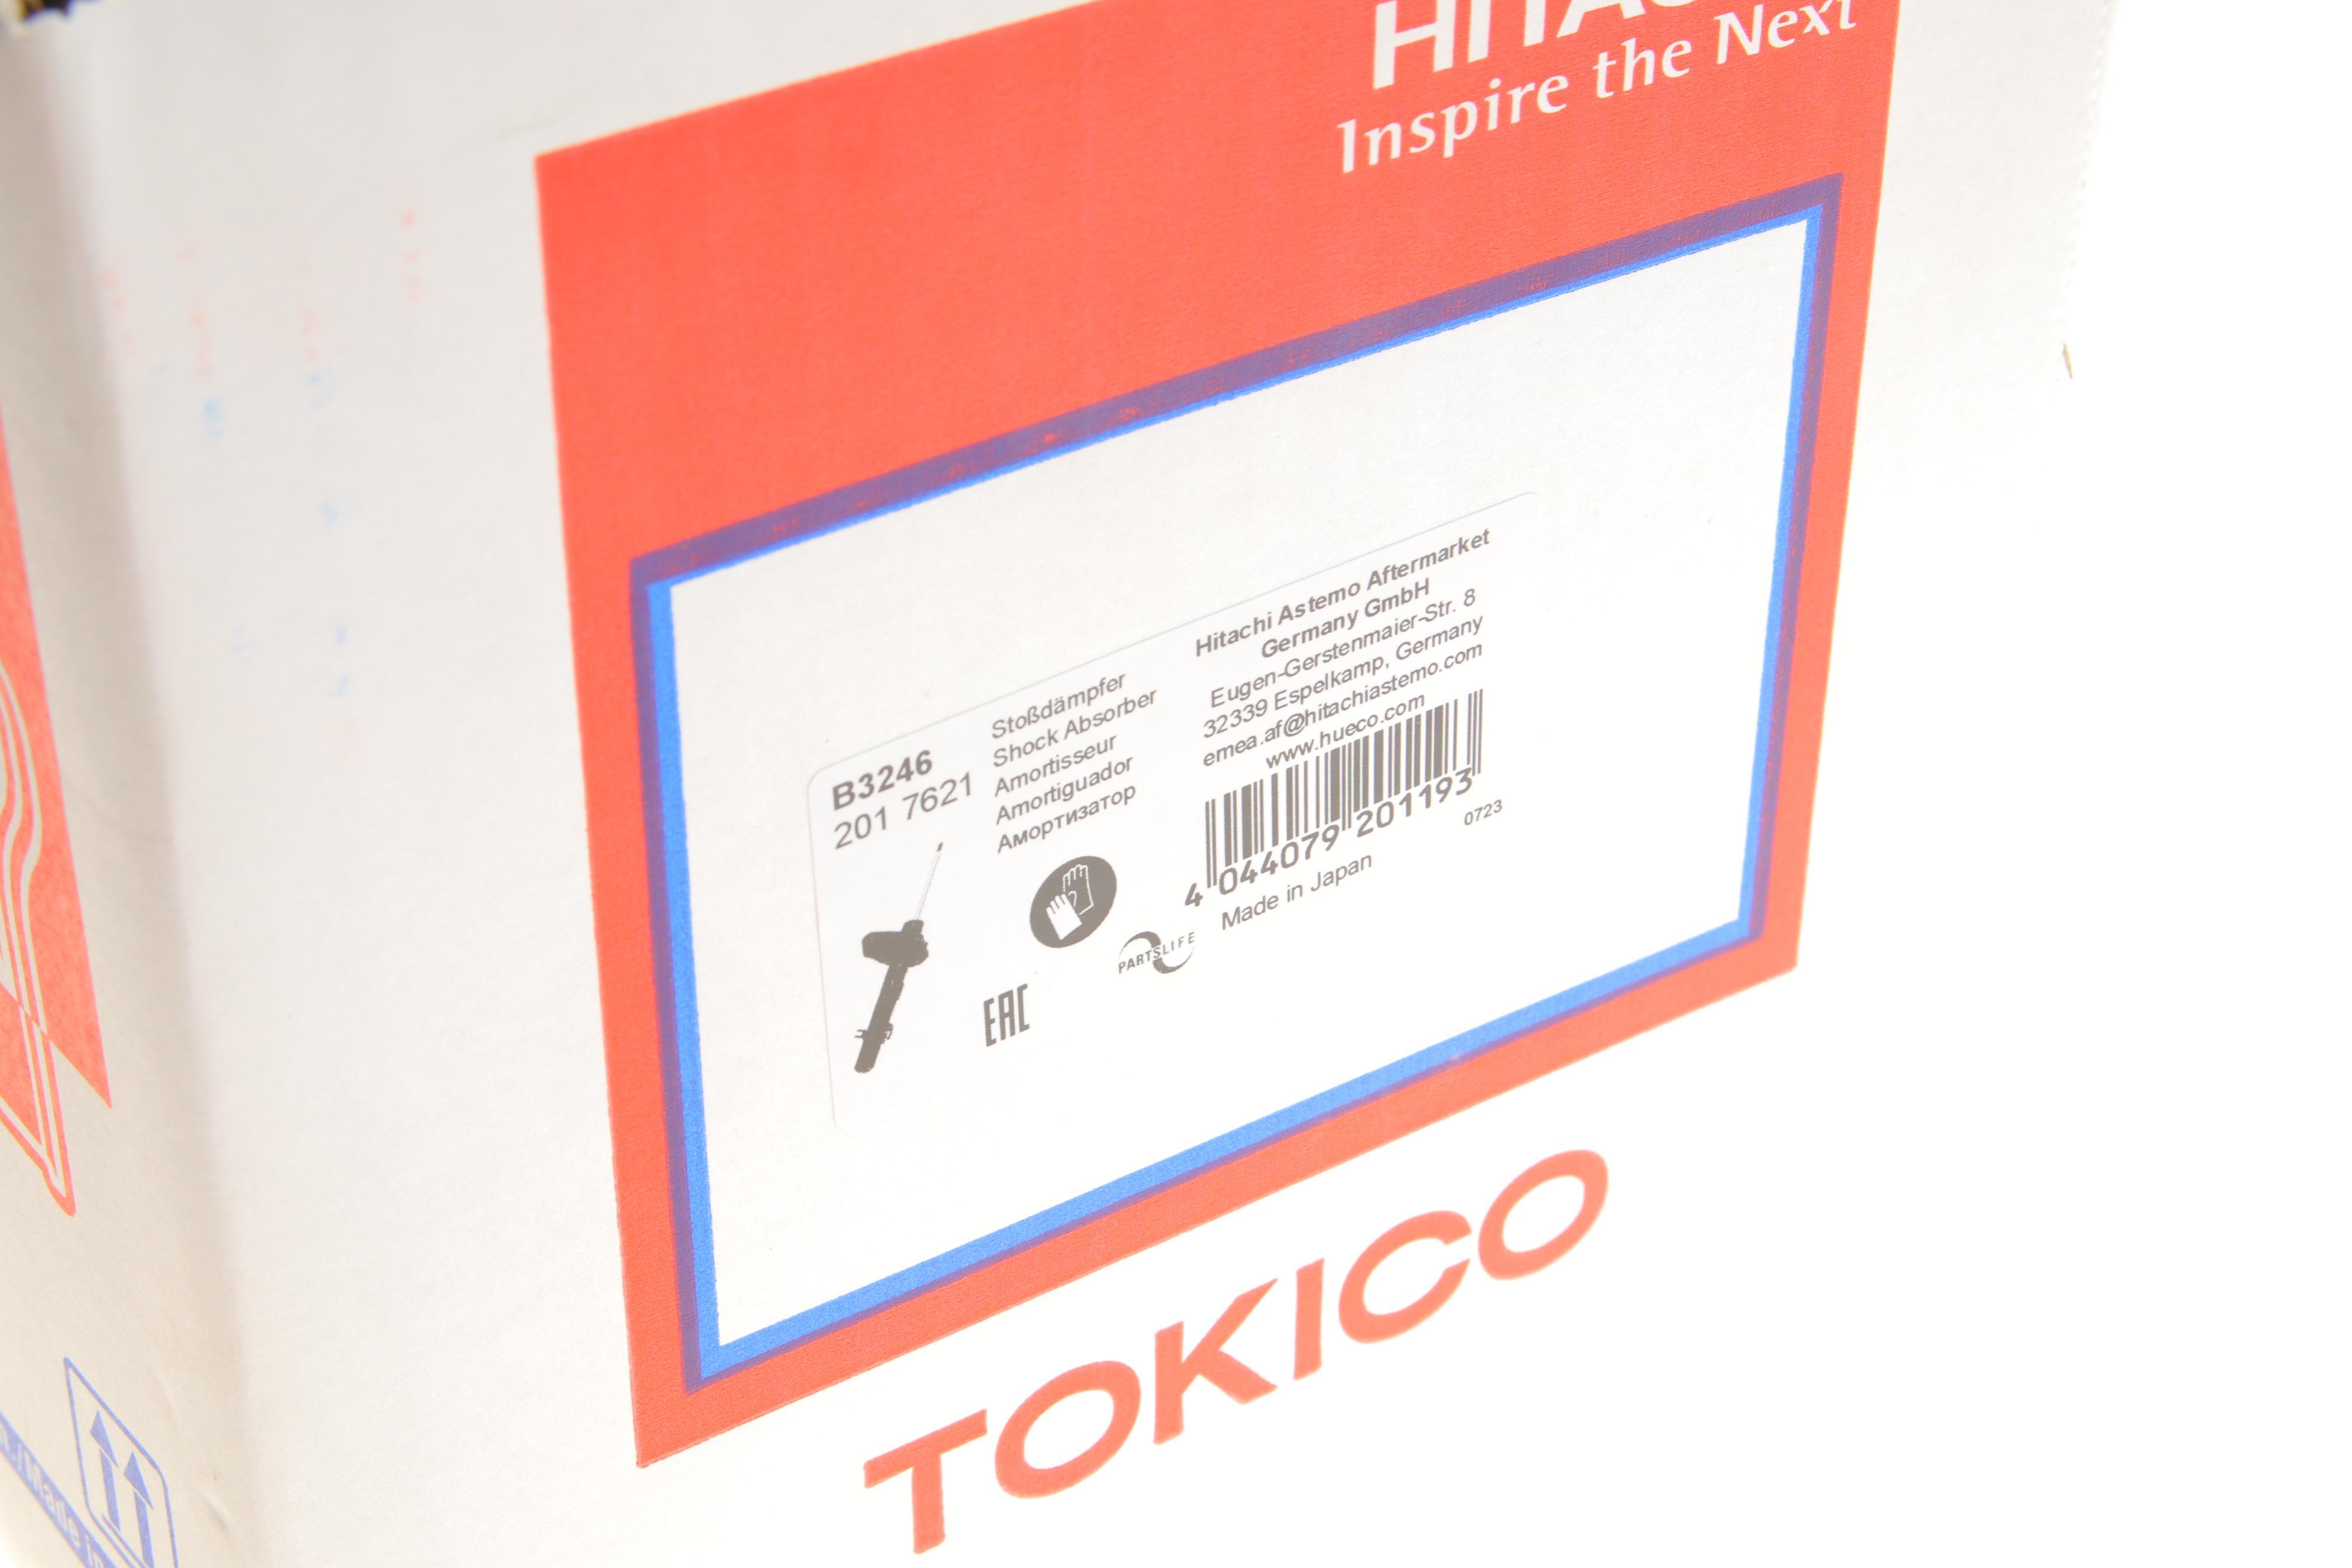 Inspire the Next
B3246
201 7621
Stoßdämpfer
Shock Absorber
Amortisseur
Amortiguador
Амортизатор
Hitachi Astemo Aftermarket
Germany GmbH
Eugen-Gerstenmaier-Str. 8
32339 Espelkamp, Germany
emea.af@hitachiastemo.com
www.hueco.com
4 044079 201193
0723
Made in Japan
PARTSLIFE
EAC
TOKICO
Made in